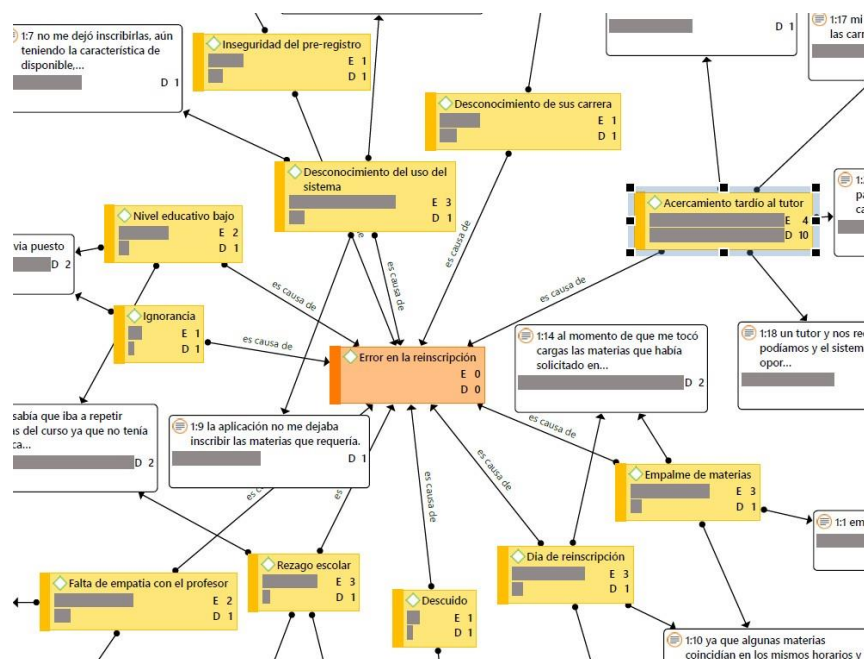 1:7 no me dejó inscribirlas, aún
teniendo la característica de
disponible,...
D 1
Inseguridad del pre-registro
E 1
D 1
D 1
1:17 mi
las carr
Desconocimiento de sus carrera
E 1
D 1
Desconocimiento del uso del
sistema
E 3
D 1
Acercamiento tardío al tutor
E 4
D 10
1:
pa
ca
Nivel educativo bajo
E 2
D 1
via puesto
D 2
es causa de
de
es causa de
es causa de
es causa de
Ignorancia
E 1
D 1
es causa de
1:14 al momento de que me tocó
cargas las materias que había
solicitado en...
D 2
1:18 un tutor y nos re
podíamos y el sistem
opor...
Error en la reinscripción
E 0
D 0
sabía que iba a repetir
as del curso ya que no tenía
ca...
D 2
1:9 la aplicación no me dejaba
inscribir las materias que requería.
D 1
es causa de
es causa de
es causa de
es
es
Empalme de materias
E 3
D 1
1:1 em
Falta de empatia con el profesor
E 2
D 1
Rezago escolar
E 3
D 1
Descuido
E 1
D 1
Día de reinscripción
E 3
D 1
1:10 ya que algunas materias
coincidían en los mismos horarios y